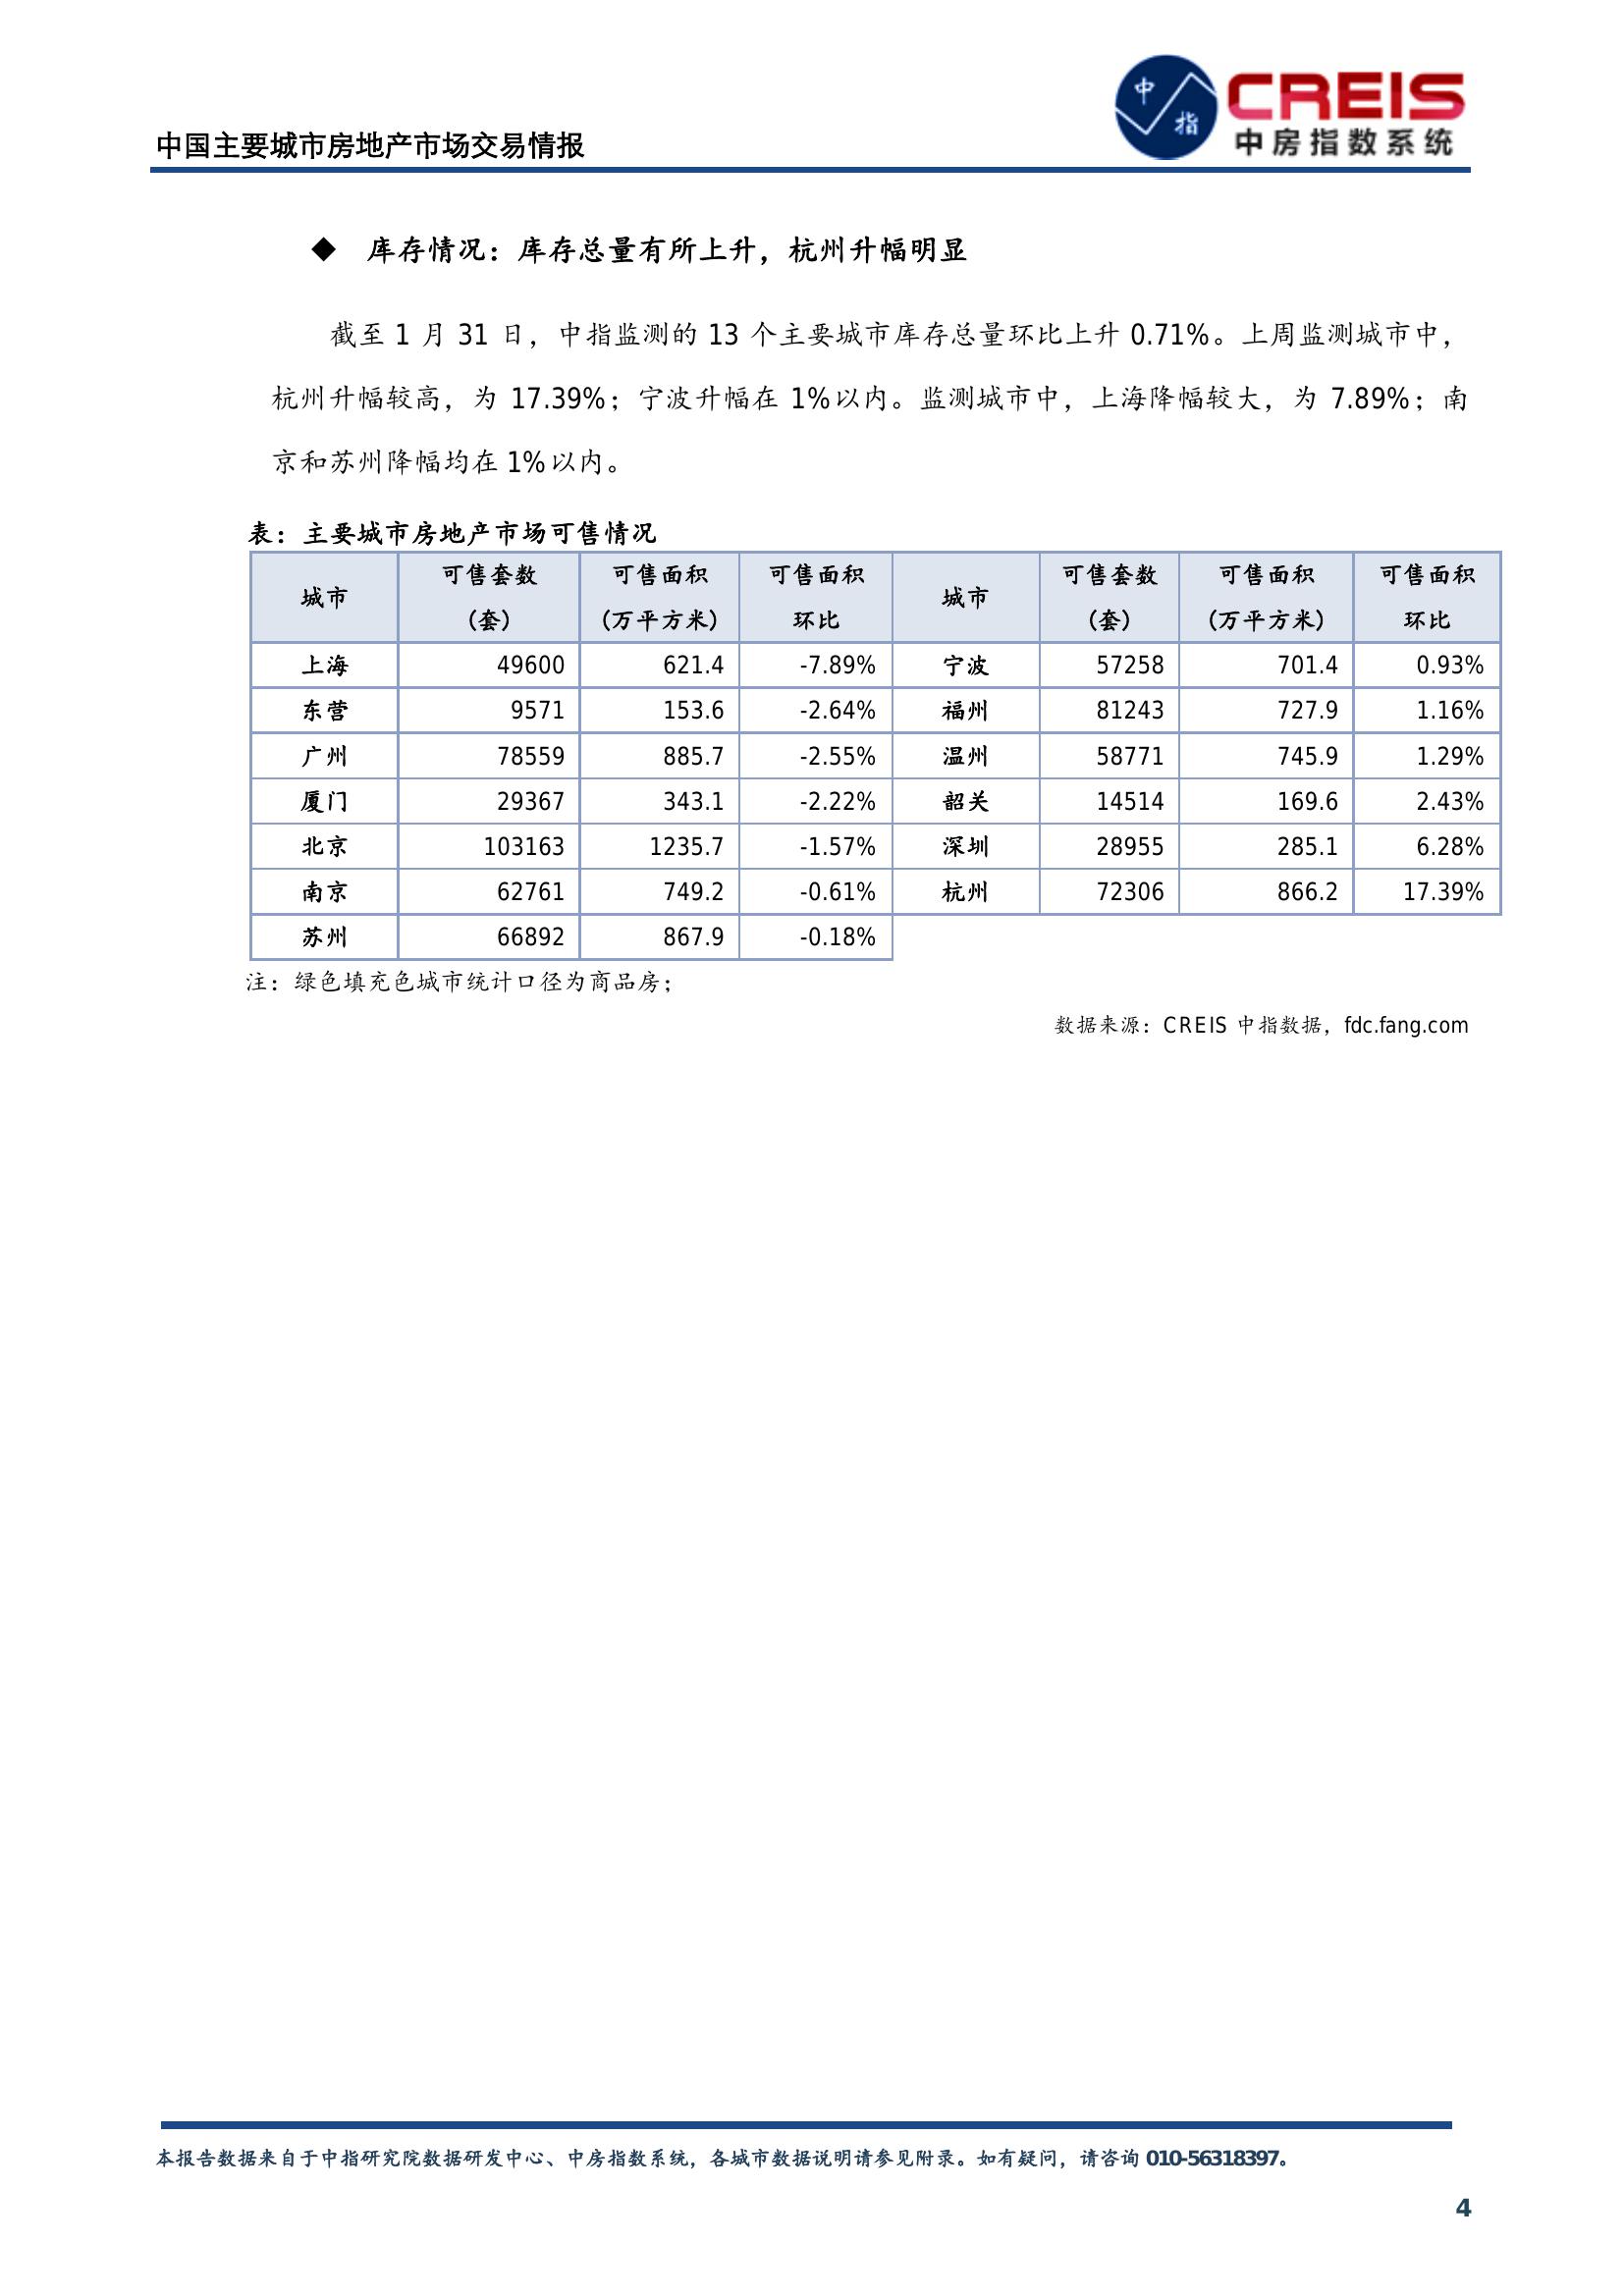 中国主要城市房地产市场交易情报
中 指
CREIS
中房指数系统
◆ 库存情况：库存总量有所上升，杭州升幅明显
截至 1 月 31 日，中指监测的 13 个主要城市库存总量环比上升 0.71%。上周监测城市中，
杭州升幅较高，为 17.39%；宁波升幅在 1%以内。监测城市中，上海降幅较大，为 7.89%；南
京和苏州降幅均在 1%以内。
表：主要城市房地产市场可售情况
城市 可售套数（套） 可售面积（万平方米） 可售面积环比 城市 可售套数（套） 可售面积（万平方米） 可售面积环比
上海 49600 621.4 -7.89% 宁波 57258 701.4 0.93%
东营 9571 153.6 -2.64% 福州 81243 727.9 1.16%
广州 78559 885.7 -2.55% 温州 58771 745.9 1.29%
厦门 29367 343.1 -2.22% 韶关 14514 169.6 2.43%
北京 103163 1235.7 -1.57% 深圳 28955 285.1 6.28%
南京 62761 749.2 -0.61% 杭州 72306 866.2 17.39%
苏州 66892 867.9 -0.18%
注：绿色填充色城市统计口径为商品房；
数据来源：CREIS 中指数据，fdc.fang.com
本报告数据来自于中指研究院数据研发中心、中房指数系统，各城市数据说明请参见附录。如有疑问，请咨询 010-56318397。
4